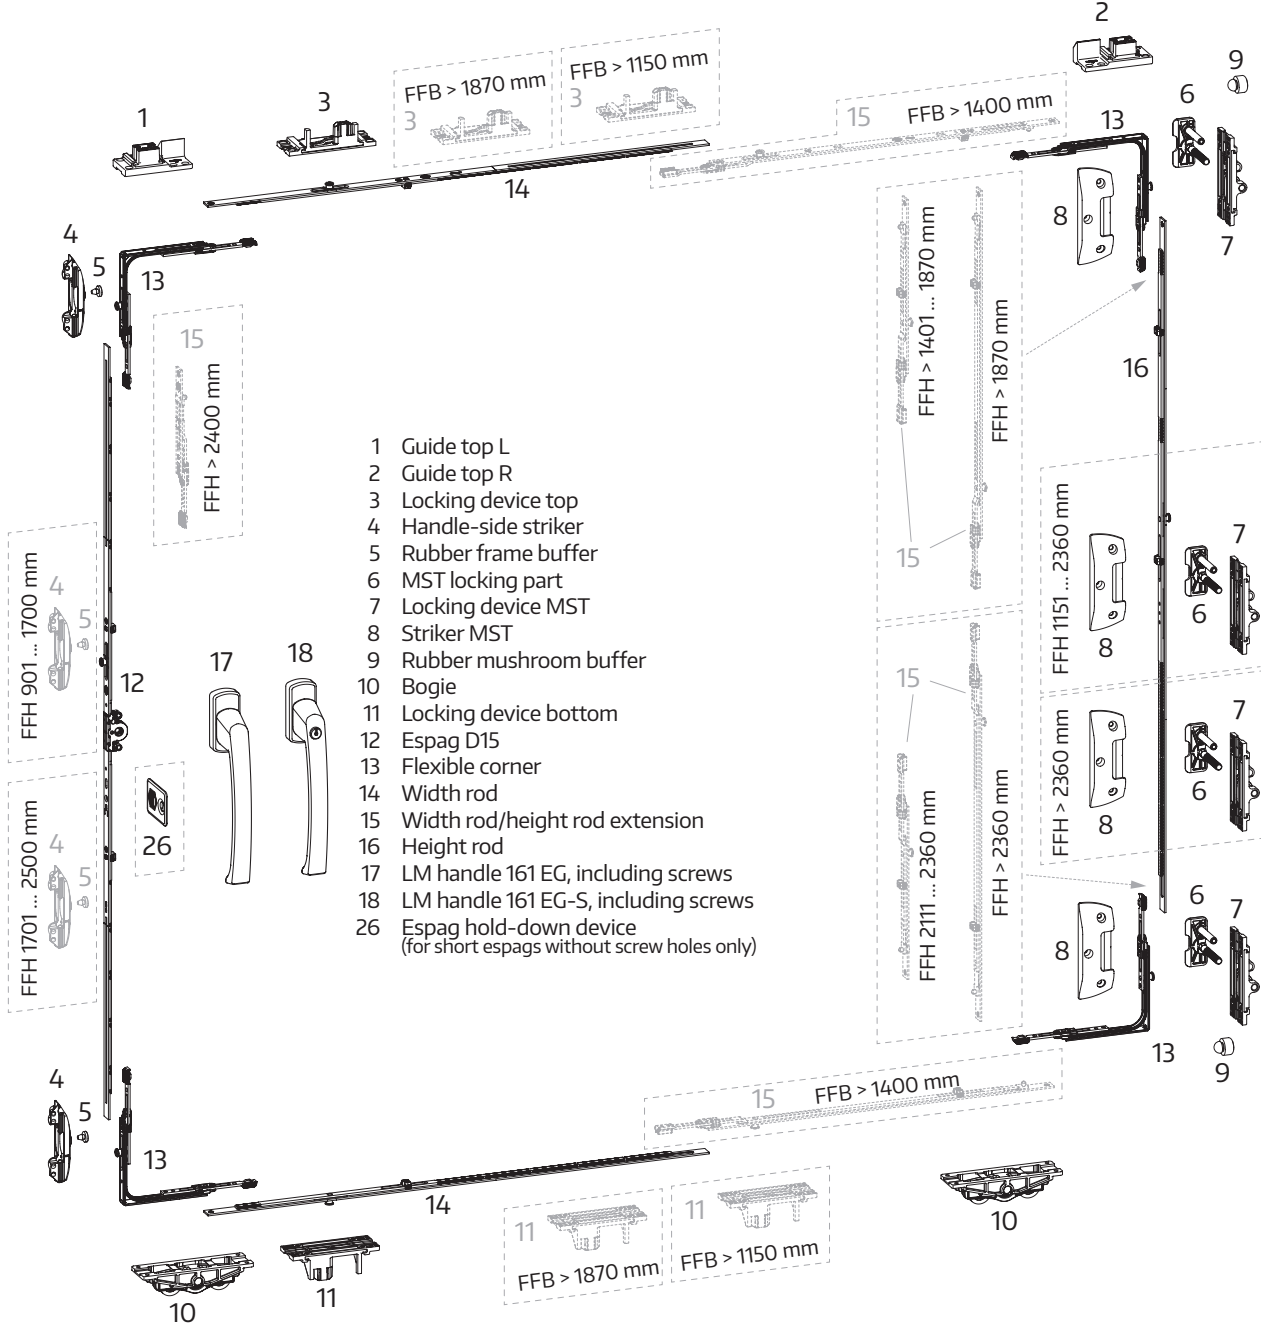 2
9
6
13
1
3
FFB > 1870 mm
3
FFB > 1150 mm
3
15 FFB > 1400 mm
14
8
7
4
5
13
15
FFH > 2400 mm
FFH > 1401 ... 1870 mm
FFH > 1870 mm
15
16
1 Guide top L
2 Guide top R
3 Locking device top
4 Handle-side striker
5 Rubber frame buffer
6 MST locking part
7 Locking device MST
8 Striker MST
9 Rubber mushroom buffer
10 Bogie
11 Locking device bottom
12 Espag D15
13 Flexible corner
14 Width rod
15 Width rod/height rod extension
16 Height rod
17 LM handle 161 EG, including screws
18 LM handle 161 EG-S, including screws
26 Espag hold-down device
(for short espags without screw holes only)
FFH 901 ... 1700 mm
4
5
12
17
18
26
FFH 1701 ... 2500 mm
4
5
FFH 1151 ... 2360 mm
8
6
7
FFH > 2360 mm
8
6
7
15
FFH 2111 ... 2360 mm
FFH > 2360 mm
8
6
7
13
9
4
5
13
15 FFB > 1400 mm
14
11
FFB > 1870 mm
11
FFB > 1150 mm
10
11
10